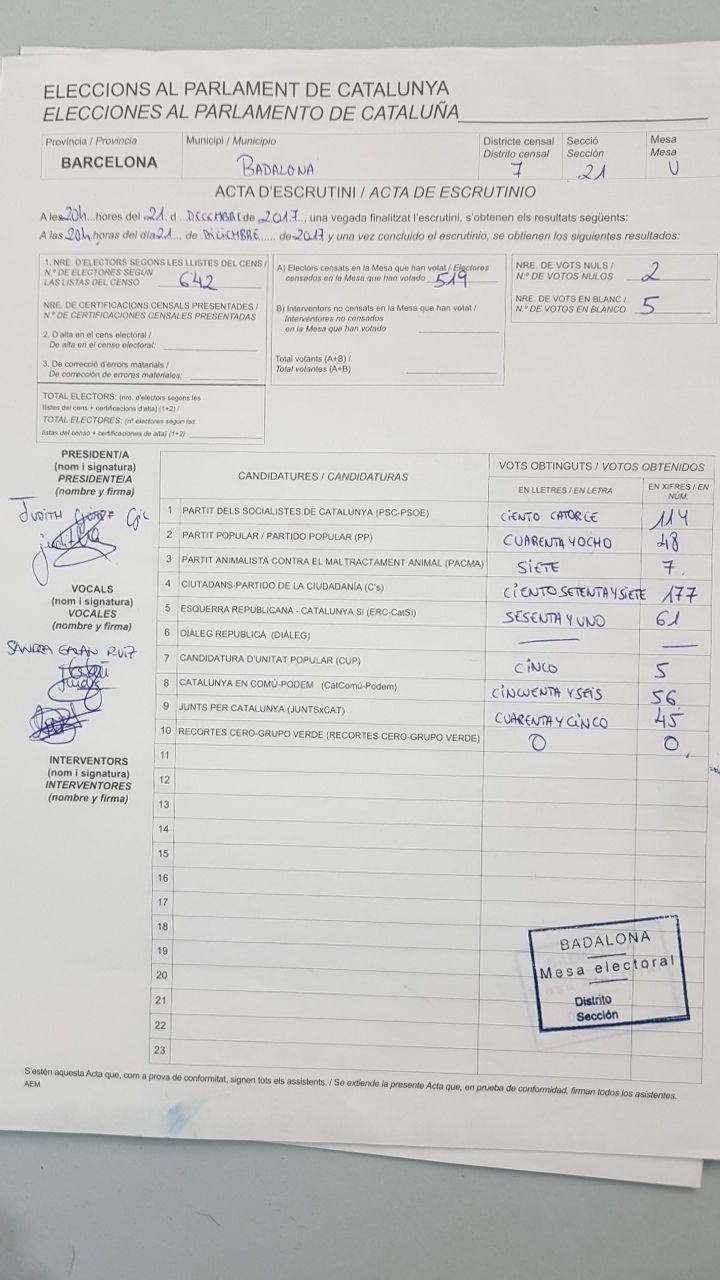 ELECCIONS AL PARLAMENT DE CATALUNYA
ELECCIONES AL PARLAMENTO DE CATALUÑA
Província / Provincia
BARCELONA
Municipi / Municipio
BADALONA
Districte censal
Distrito censal
7
Secció
Sección
21
Mesa
Mesa
U
ACTA D'ESCRUTINI / ACTA DE ESCRUTINIO
A les 20h hores del 21 d DECEMBRE de 2017, una vegada finalitzat l'escrutini, s'obtenen els resultats següents:
A las 20h horas del día 21 de DICIEMBRE de 2017 y una vez concluido el escrutinio, se obtienen los siguientes resultados:
1. NRE. D'ELECTORS SEGONS LES LLISTES DEL CENS /
N.º DE ELECTORES SEGÚN
LAS LISTAS DEL CENSO 642
NRE. DE CERTIFICACIONS CENSALS PRESENTADES /
N.º DE CERTIFICACIONES CENSALES PRESENTADAS
2. D'alta en el cens electoral /
De alta en el censo electoral:
3. De correcció d'errors materials /
De corrección de errores materiales:
TOTAL ELECTORS: (nre. d'electors segons les
llistes del cens + certificacions d'alta) (1+2) /
TOTAL ELECTORES: (nº electores según las
listas del censo + certificaciones de alta) (1+2)
A) Electors censats en la Mesa que han votat / Electores
censados en la Mesa que han votado 519
B) Interventors no censats en la Mesa que han votat /
Interventores no censados
en la Mesa que han votado
Total votants (A+B) /
Total votantes (A+B)
NRE. DE VOTS NULS /
N.º DE VOTOS NULOS 2
NRE. DE VOTS EN BLANC /
N.º DE VOTOS EN BLANCO 5
PRESIDENT/A
(nom i signatura)
PRESIDENTE/A
(nombre y firma)
JUDITH
VOCALS
(nom i signatura)
VOCALES
(nombre y firma)
SANDRA GALAN RUIZ
INTERVENTORS
(nom i signatura)
INTERVENTORES
(nombre y firma)
CANDIDATURES / CANDIDATURAS
VOTS OBTINGUTS / VOTOS OBTENIDOS
EN LLETRES / EN LETRA
EN XIFRES / EN NÚM.
1 PARTIT DELS SOCIALISTES DE CATALUNYA (PSC-PSOE) CIENTO CATORCE 114
2 PARTIT POPULAR / PARTIDO POPULAR (PP) CUARENTA Y OCHO 48
3 PARTIT ANIMALISTA CONTRA EL MALTRACTAMENT ANIMAL (PACMA) SIETE 7
4 CIUTADANS-PARTIDO DE LA CIUDADANÍA (C's) CIENTO SETENTA Y SIETE 177
5 ESQUERRA REPUBLICANA - CATALUNYA SÍ (ERC-CatSí) SESENTA Y UNO 61
6 DIÀLEG REPUBLICÀ (DIÀLEG)
7 CANDIDATURA D'UNITAT POPULAR (CUP) CINCO 5
8 CATALUNYA EN COMÚ-PODEM (CatComú-Podem) CINCUENTA Y SEIS 56
9 JUNTS PER CATALUNYA (JUNTSxCAT) CUARENTA Y CINCO 45
10 RECORTES CERO-GRUPO VERDE (RECORTES CERO-GRUPO VERDE) 0 0
11
12
13
14
15
16
17
18
19
20
21
22
23
BADALONA
Mesa electoral
Distrito
Sección
S'estén aquesta Acta que, com a prova de conformitat, signen tots els assistents. / Se extiende la presente Acta que, en prueba de conformidad, firman todos los asistentes.
AEM